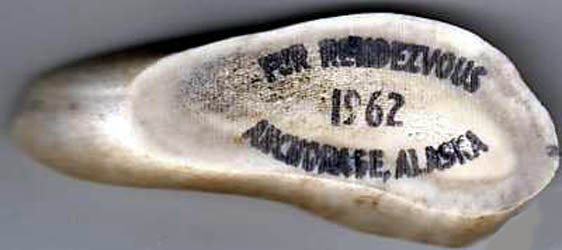 FUR RENDEZVOUS
1962
ANCHORAGE, ALASKA